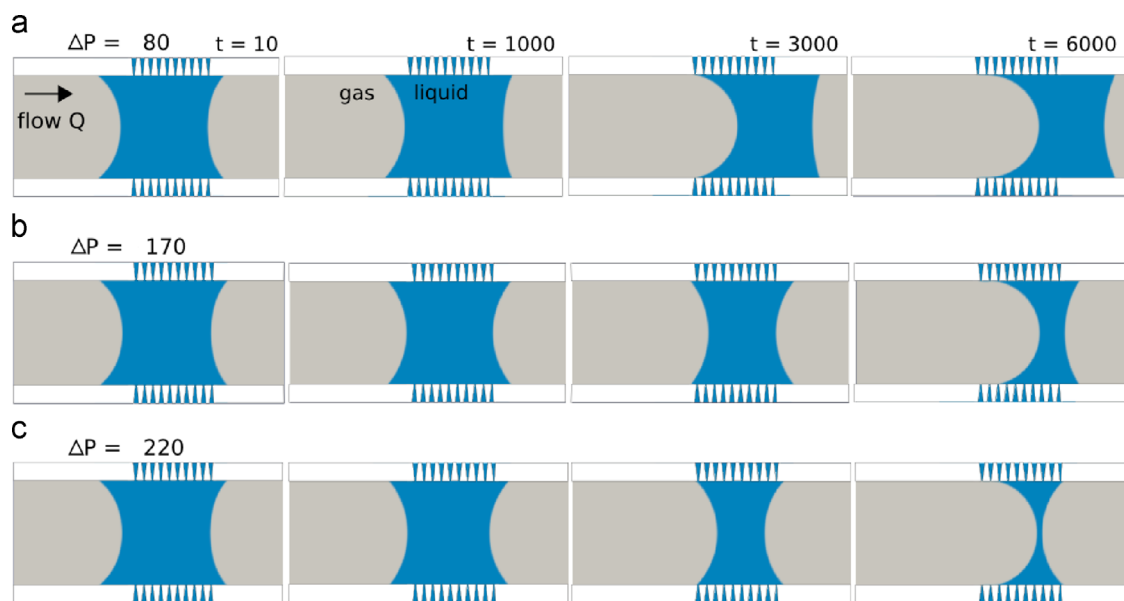 a
ΔP = 80 t = 10 t = 1000 t = 3000 t = 6000
flow Q gas liquid
b
ΔP = 170
c
ΔP = 220